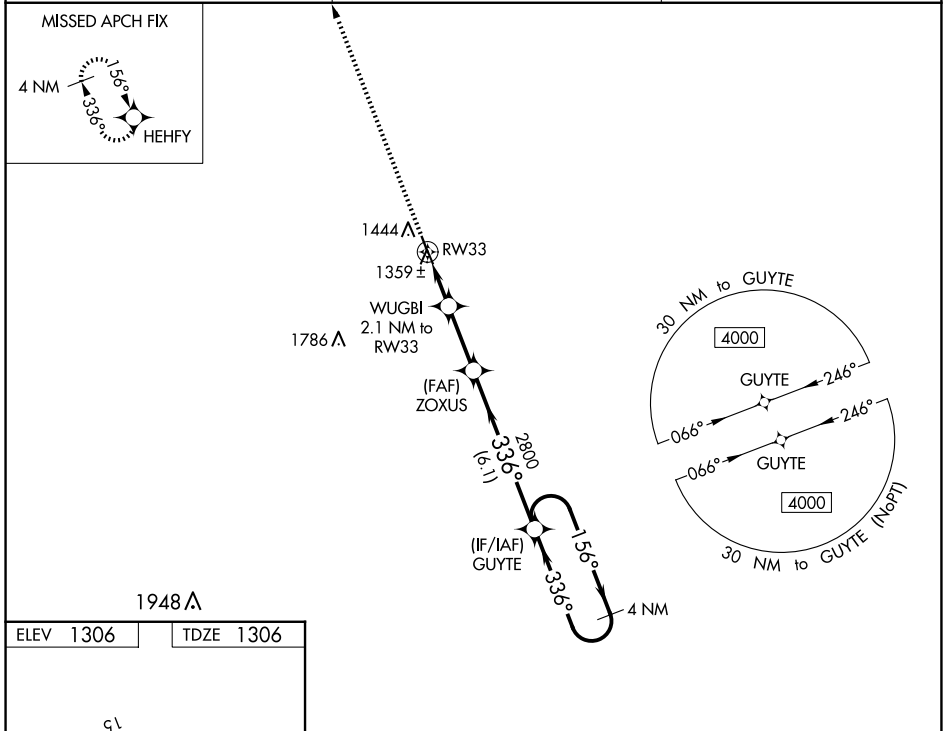 MISSED APCH FIX
4 NM
156°
336°
HEHFY
1444
RW33
1359 ±
WUGBI
2.1 NM to
RW33
1786
(FAF)
ZOXUS
336°
2800
(6.1)
(IF/IAF)
GUYTE
156°
336°
4 NM
30 NM to GUYTE
4000
GUYTE
246°
066°
246°
066°
GUYTE
4000
30 NM to GUYTE (NoPT)
1948
ELEV 1306
TDZE 1306
15